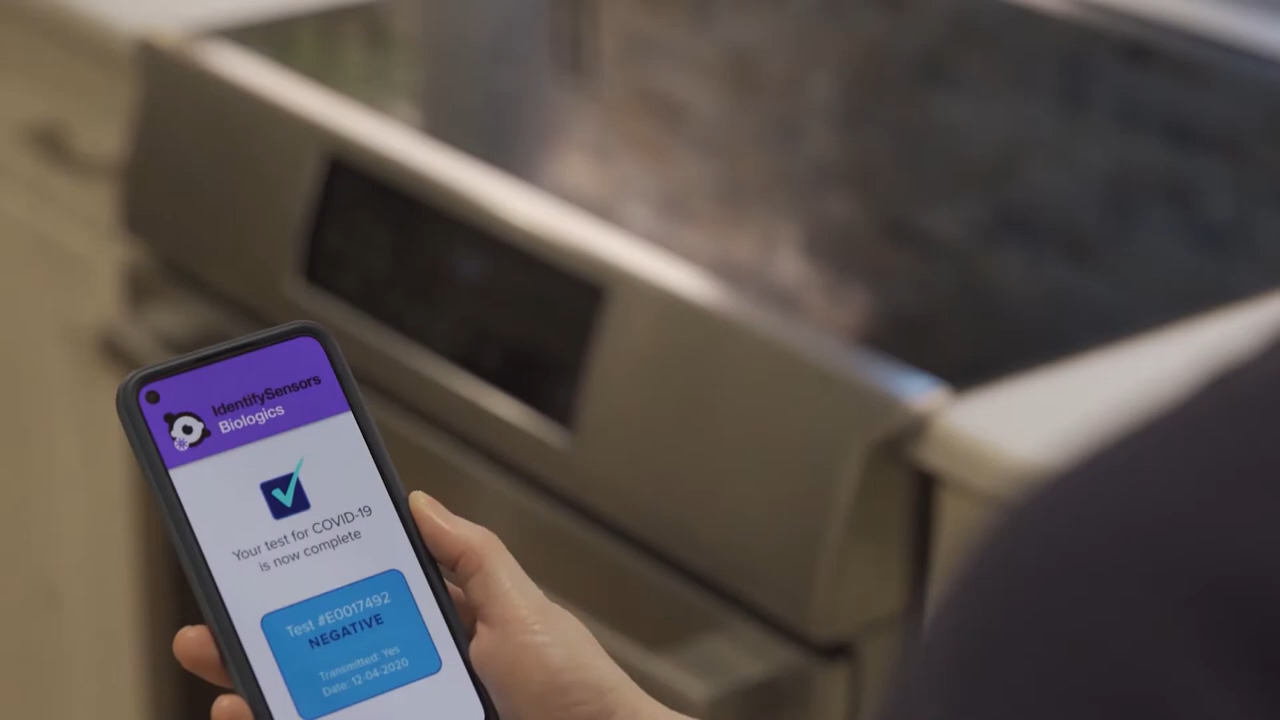 IdentifySensors
Biologics
Your test for COVID-19
is now complete
Test #E0017492
NEGATIVE
Transmitted: Yes
Date: 12-04-2020